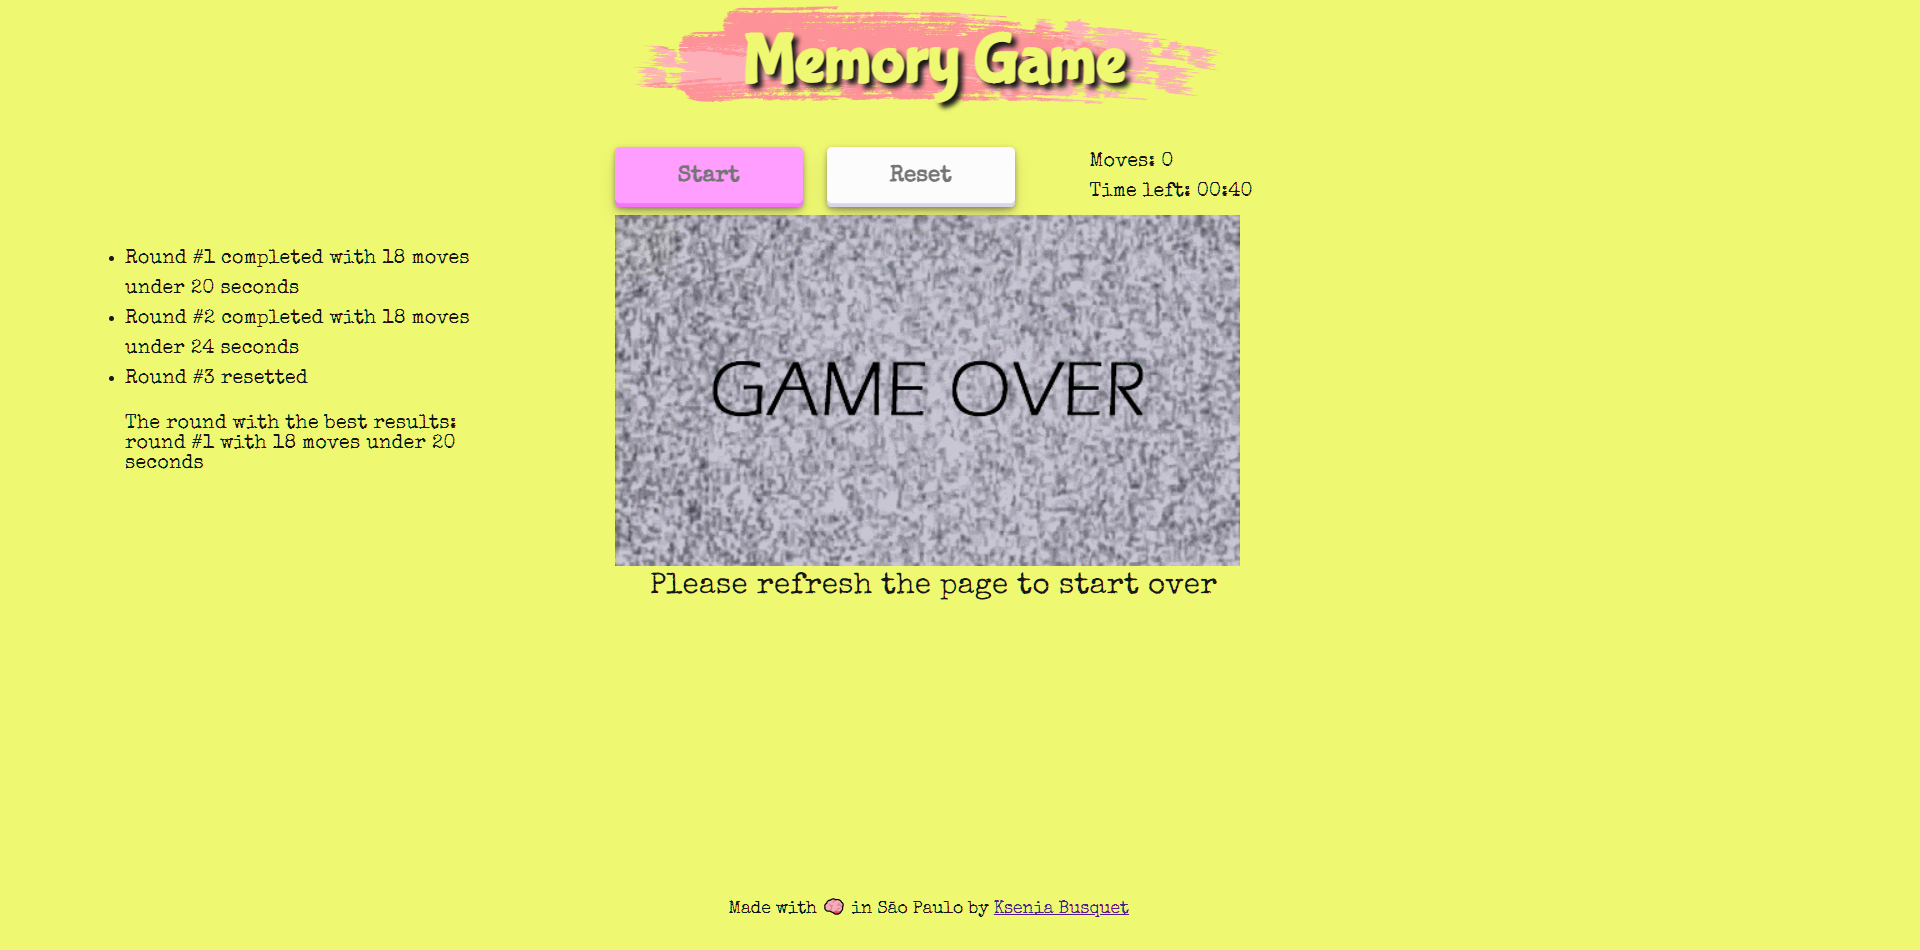 Memory Game
Start
Reset
Moves: 0
Time left: 00:40
Round #1 completed with 18 moves
under 20 seconds
Round #2 completed with 18 moves
under 24 seconds
Round #3 resetted
The round with the best results:
round #1 with 18 moves under 20
seconds
GAME OVER
Please refresh the page to start over
Made with 🧠 in São Paulo by Ksenia Busquet